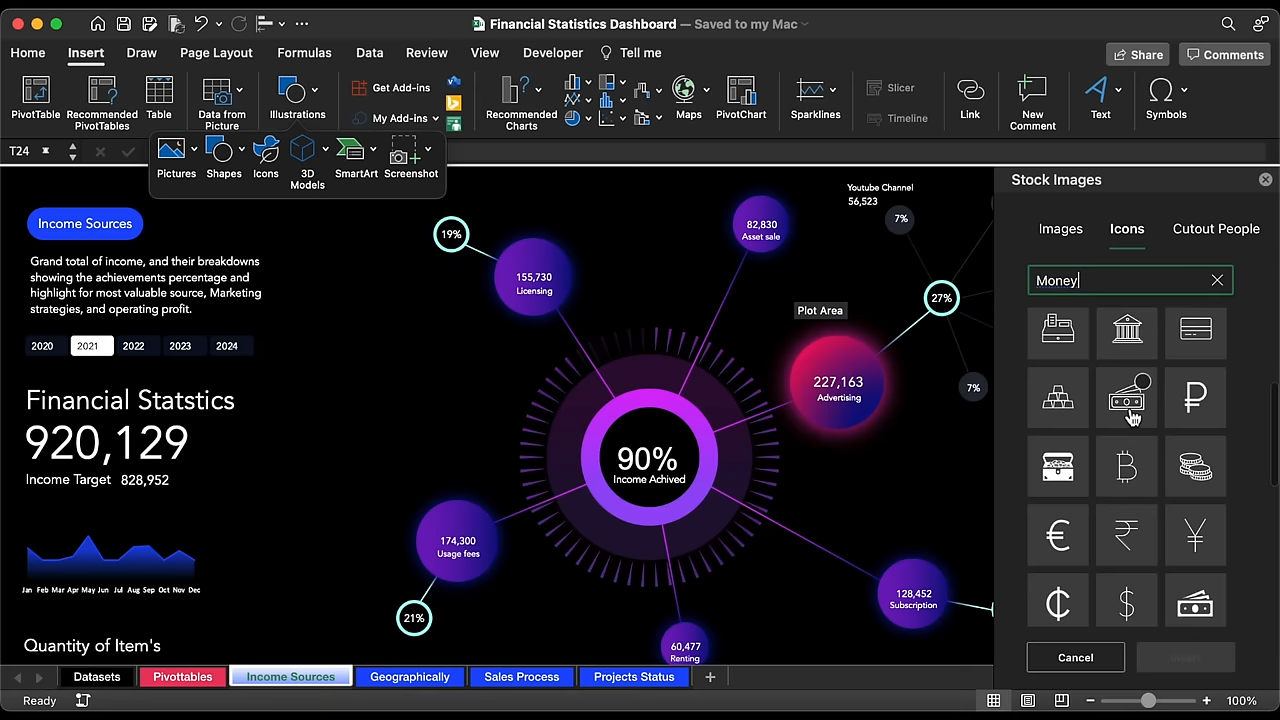 Financial Statistics Dashboard — Saved to my Mac
Home Insert Draw Page Layout Formulas Data Review View Developer Tell me Share Comments
PivotTable
Recommended
PivotTables
Table
Data from
Picture
Illustrations
Get Add-ins
My Add-ins
Recommended
Charts
Maps
PivotChart
Sparklines
Slicer
Timeline
Link
New
Comment
Text
Symbols
T24
Pictures
Shapes
Icons
3D
Models
SmartArt
Screenshot
Income Sources
Grand total of income, and their breakdowns
showing the achievements percentage and
highlight for most valuable source, Marketing
strategies, and operating profit.
2020 2021 2022 2023 2024
Financial Statstics
920,129
Income Target 828,952
Jan Feb Mar Apr May Jun Jul Aug Sep Oct Nov Dec
Quantity of Item's
19%
155,730
Licensing
82,830
Asset sale
Youtube Channel
56,523
7%
27%
Plot Area
227,163
Advertising
7%
90%
Income Achived
174,300
Usage fees
21%
128,452
Subscription
60,477
Renting
Stock Images
Images Icons Cutout People
Money
Cancel
Insert
Datasets Pivottables Income Sources Geographically Sales Process Projects Status
Ready
100%